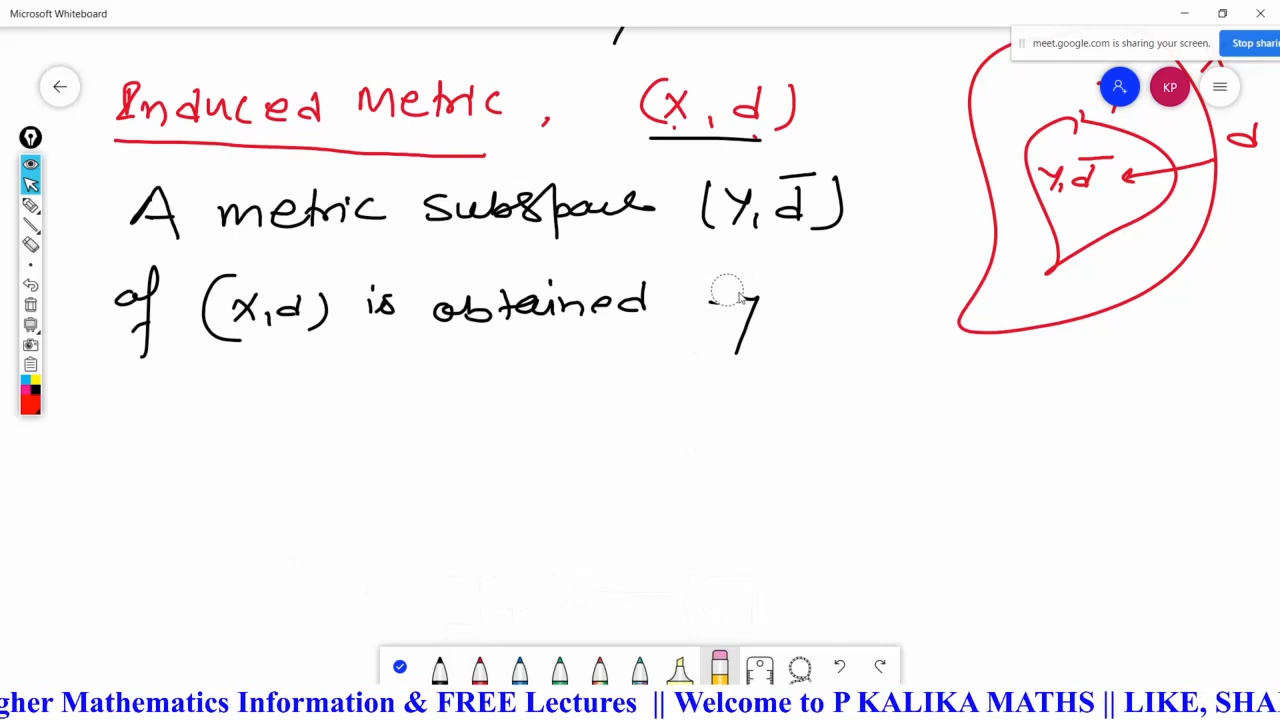 Microsoft Whiteboard
meet.google.com is sharing your screen.
Stop shari
KP
Induced Metric, (X, d)
d
Y, d̅
A metric subspace (Y, d̅)
of (X, d) is obtained
gher Mathematics Information & FREE Lectures || Welcome to P KALIKA MATHS || LIKE, SHA